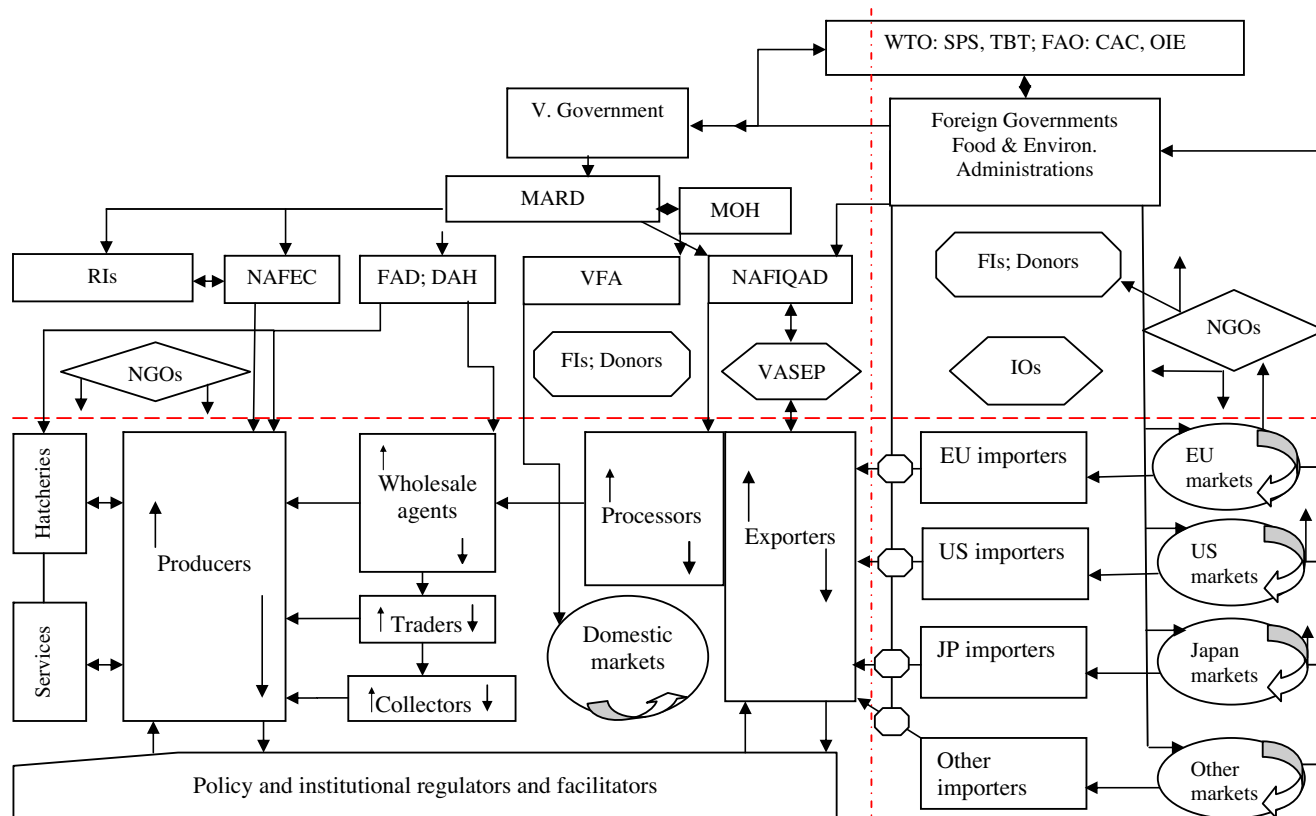 WTO: SPS, TBT; FAO: CAC, OIE
V. Government
Foreign Governments
Food & Environ.
Administrations
MARD
MOH
RIs
NAFEC
FAD; DAH
VFA
NAFIQAD
FIs; Donors
NGOs
FIs; Donors
VASEP
IOs
NGOs
Hatcheries
Services
Producers
Wholesale
agents
Traders
Collectors
Processors
Domestic
markets
Exporters
EU importers
US importers
JP importers
Other
importers
EU
markets
US
markets
Japan
markets
Other
markets
Policy and institutional regulators and facilitators